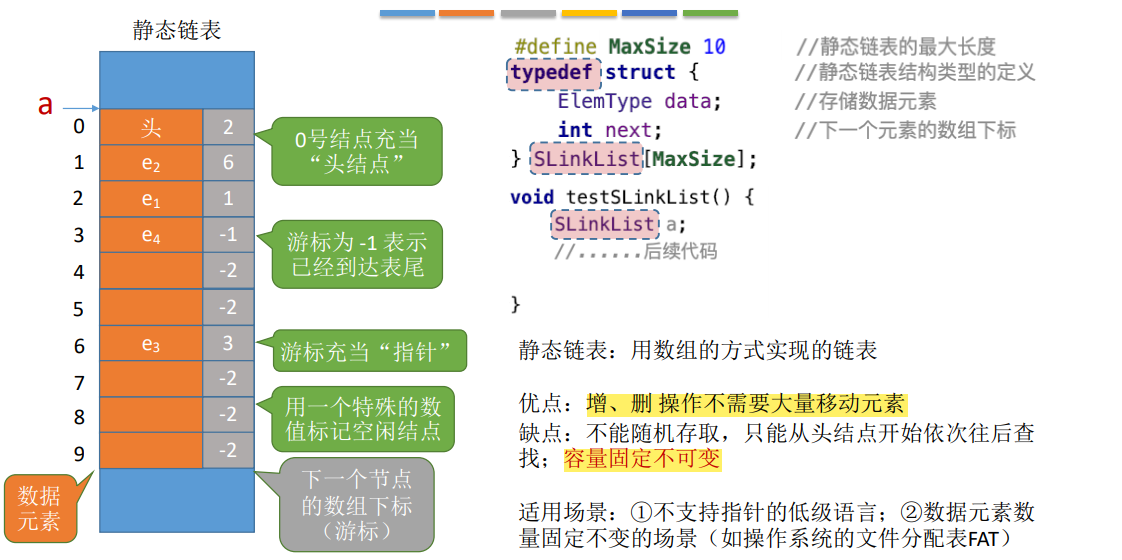 静态链表
a
0 头 2
1 e₂ 6
2 e₁ 1
3 e₄ -1
4 -2
5 -2
6 e₃ 3
7 -2
8 -2
9 -2
0号结点充当
“头结点”
游标为 -1 表示
已经到达表尾
游标充当“指针”
用一个特殊的数
值标记空闲结点
下一个节点
的数组下标
（游标）
数据
元素
#define MaxSize 10 //静态链表的最大长度
typedef struct { //静态链表结构类型的定义
ElemType data; //存储数据元素
int next; //下一个元素的数组下标
} SLinkList[MaxSize];
void testSLinkList() {
SLinkList a;
//......后续代码
}
静态链表：用数组的方式实现的链表
优点：增、删 操作不需要大量移动元素
缺点：不能随机存取，只能从头结点开始依次往后查
找；容量固定不可变
适用场景：①不支持指针的低级语言；②数据元素数
量固定不变的场景（如操作系统的文件分配表FAT）